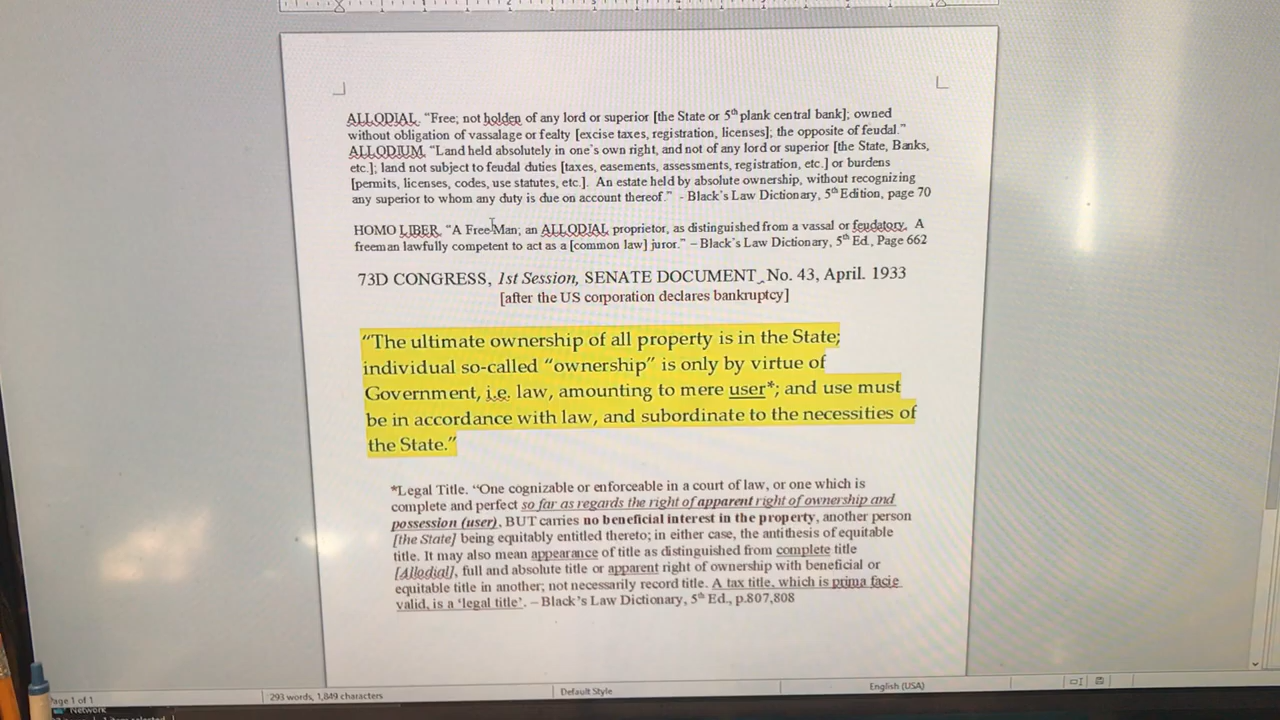 ALLODIAL. "Free; not holden of any lord or superior [the State or 5th plank central bank]; owned
without obligation of vassalage or fealty [excise taxes, registration, licenses]; the opposite of feudal."
ALLODIUM. "Land held absolutely in one's own right, and not of any lord or superior [the State, Banks,
etc.]; land not subject to feudal duties [taxes, easements, assessments, registration, etc.] or burdens
[permits, licenses, codes, use statutes, etc.]. An estate held by absolute ownership, without recognizing
any superior to whom any duty is due on account thereof." - Black's Law Dictionary, 5th Edition, page 70
HOMO LIBER. "A Free Man; an ALLODIAL proprietor, as distinguished from a vassal or feudatory. A
freeman lawfully competent to act as a [common law] juror." – Black's Law Dictionary, 5th Ed., Page 662
73D CONGRESS, 1st Session, SENATE DOCUMENT No. 43, April. 1933
[after the US corporation declares bankruptcy]
"The ultimate ownership of all property is in the State;
individual so-called "ownership" is only by virtue of
Government, i.e. law, amounting to mere user*; and use must
be in accordance with law, and subordinate to the necessities of
the State."
*Legal Title. "One cognizable or enforceable in a court of law, or one which is
complete and perfect so far as regards the right of apparent right of ownership and
possession (user), BUT carries no beneficial interest in the property, another person
[the State] being equitably entitled thereto; in either case, the antithesis of equitable
title. It may also mean appearance of title as distinguished from complete title
[Allodial], full and absolute title or apparent right of ownership with beneficial or
equitable title in another; not necessarily record title. A tax title, which is prima facie
valid, is a 'legal title'. – Black's Law Dictionary, 5th Ed., p.807,808
Page 1 of 1
293 words, 1,849 characters
Default Style
English (USA)
Network